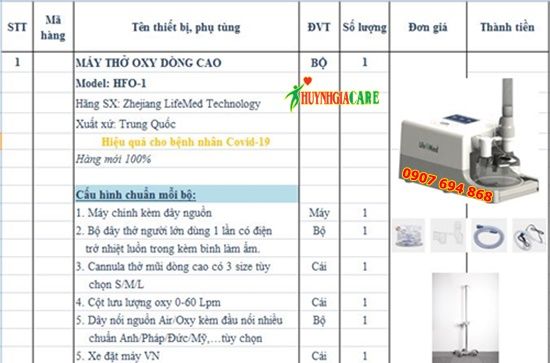 STT Mã hàng Tên thiết bị, phụ tùng ĐVT Số lượng Đơn giá Thành tiền
1 MÁY THỞ OXY DÒNG CAO BỘ 1
Model: HFO-1
HUYNHGIACARE
Hãng SX: Zhejiang LifeMed Technology
Xuất xứ: Trung Quốc
Hiệu quả cho bệnh nhân Covid-19
Hàng mới 100%
LifeMed
0907 694 868
Cấu hình chuẩn mỗi bộ:
1. Máy chính kèm dây nguồn Máy 1
2. Bộ dây thở người lớn dùng 1 lần có điện Bộ 1
trở nhiệt luồn trong kèm bình làm ẩm.
3. Cannula thở mũi dòng cao có 3 size tùy Cái 1
chọn S/M/L
4. Cột lưu lượng oxy 0-60 Lpm Cái 1
5. Dây nối nguồn Air/Oxy kèm đầu nối nhiều Bộ 1
chuẩn Anh/Pháp/Đức/Mỹ,…tùy chọn
5. Xe đặt máy VN Cái 1